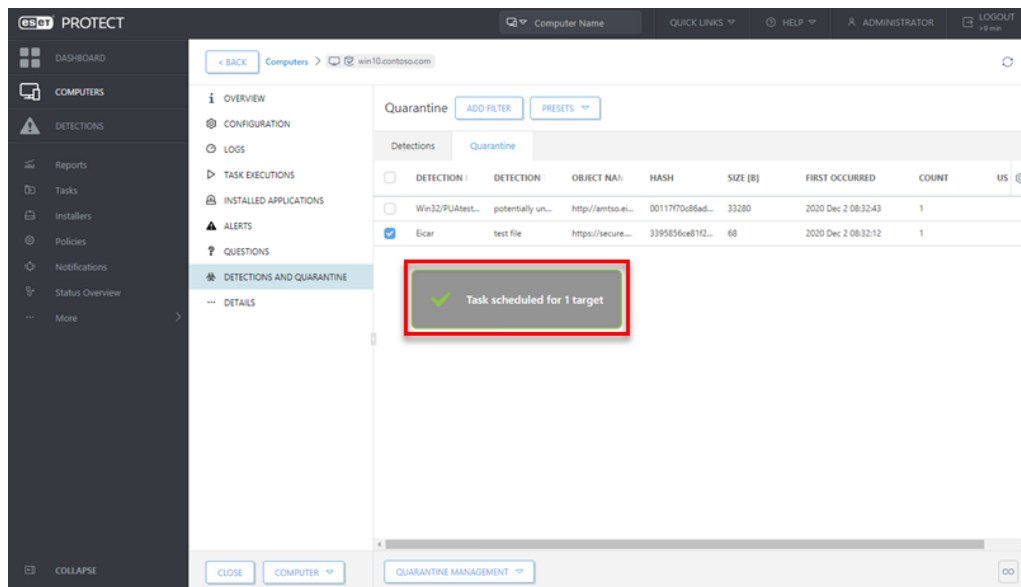 eset PROTECT
Computer Name
QUICK LINKS
HELP
ADMINISTRATOR
LOGOUT
>9 min
DASHBOARD
COMPUTERS
DETECTIONS
Reports
Tasks
Installers
Policies
Notifications
Status Overview
More
COLLAPSE
< BACK Computers > win10.contoso.com
OVERVIEW
CONFIGURATION
LOGS
TASK EXECUTIONS
INSTALLED APPLICATIONS
ALERTS
QUESTIONS
DETECTIONS AND QUARANTINE
DETAILS
CLOSE COMPUTER
Quarantine ADD FILTER PRESETS
Detections Quarantine
DETECTION DETECTION OBJECT NAM HASH SIZE [B] FIRST OCCURRED COUNT US
Win32/PUAtest... potentially un... http://amtso.ei... 00117f70c86ad... 33280 2020 Dec 2 08:32:43 1
Eicar test file https://secure.... 3395856ce81f2... 68 2020 Dec 2 08:32:12 1
Task scheduled for 1 target
QUARANTINE MANAGEMENT